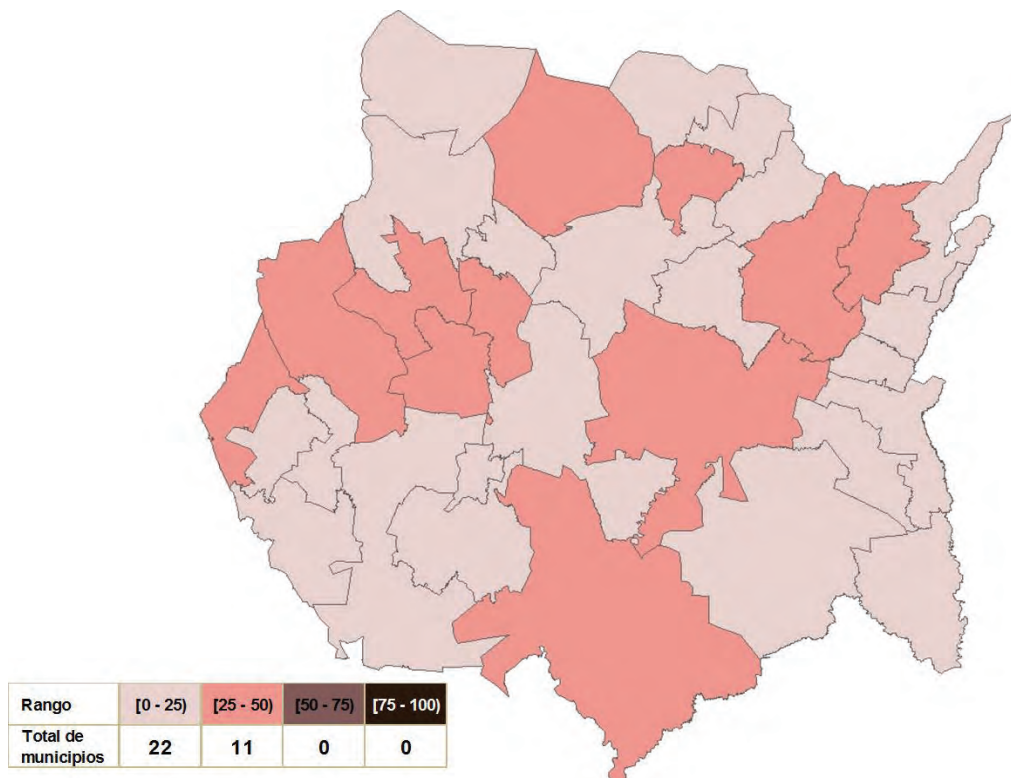 Rango [0 - 25) [25 - 50) [50 - 75) [75 - 100)
Total de
municipios 22 11 0 0